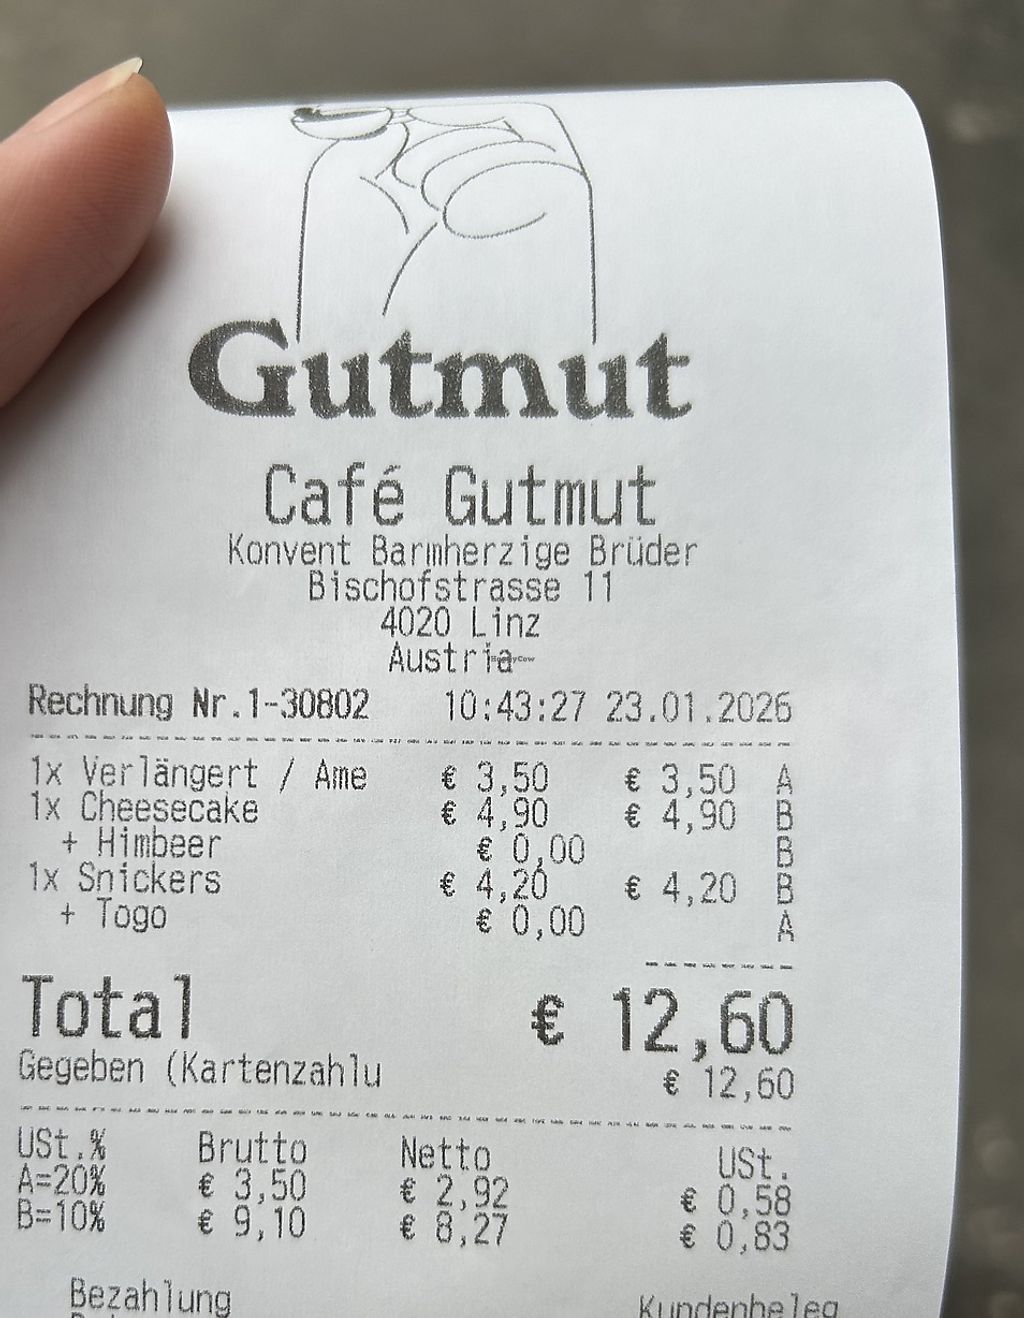 Gutmut
Café Gutmut
Konvent Barmherzige Brüder
Bischofstrasse 11
4020 Linz
Austria
HappyCow
Rechnung Nr.1-30802 10:43:27 23.01.2026
1x Verlängert / Ame € 3,50 € 3,50 A
1x Cheesecake € 4,90 € 4,90 B
+ Himbeer € 0,00 B
1x Snickers € 4,20 € 4,20 B
+ Togo € 0,00 A
Total € 12,60
Gegeben (Kartenzahlu € 12,60
USt.% Brutto Netto USt.
A=20% € 3,50 € 2,92 € 0,58
B=10% € 9,10 € 8,27 € 0,83
Bezahlung Kundenbeleg